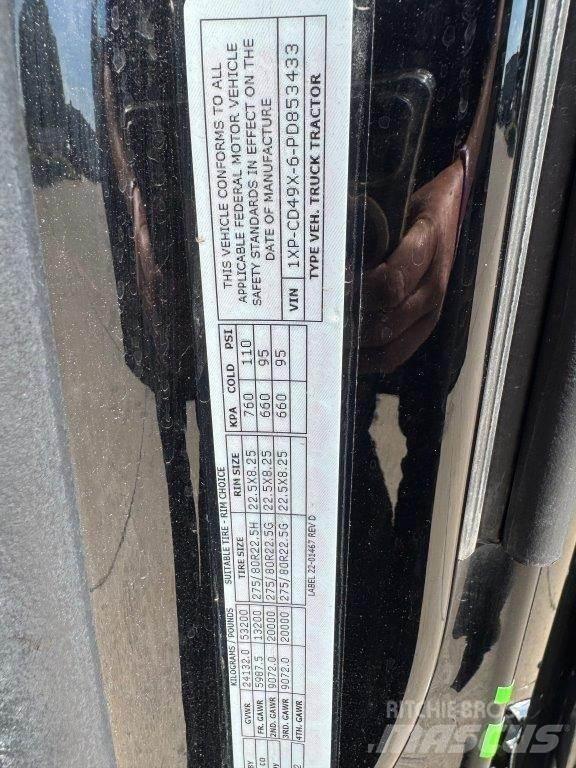 KILOGRAMS / POUNDS SUITABLE TIRE - RIM CHOICE
TIRE SIZE RIM SIZE KPA COLD PSI
GVWR 24132.0 53200
FR. GAWR 5987.5 13200 275/80R22.5H 22.5X8.25 760 110
2ND. GAWR 9072.0 20000 275/80R22.5G 22.5X8.25 660 95
3RD. GAWR 9072.0 20000 275/80R22.5G 22.5X8.25 660 95
4TH. GAWR
LABEL 22-01467 REV D
THIS VEHICLE CONFORMS TO ALL
APPLICABLE FEDERAL MOTOR VEHICLE
SAFETY STANDARDS IN EFFECT ON THE
DATE OF MANUFACTURE
VIN 1XP-CD49X-6-PD853433
TYPE VEH. TRUCK TRACTOR
RITCHIE BROS
MASCUS